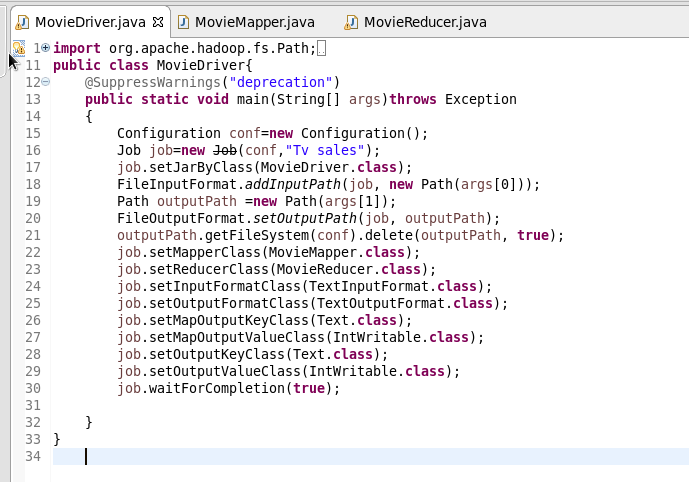 MovieDriver.java MovieMapper.java MovieReducer.java
1 import org.apache.hadoop.fs.Path;
11 public class MovieDriver{
12 @SuppressWarnings("deprecation")
13 public static void main(String[] args)throws Exception
14 {
15 Configuration conf=new Configuration();
16 Job job=new Job(conf,"Tv sales");
17 job.setJarByClass(MovieDriver.class);
18 FileInputFormat.addInputPath(job, new Path(args[0]));
19 Path outputPath =new Path(args[1]);
20 FileOutputFormat.setOutputPath(job, outputPath);
21 outputPath.getFileSystem(conf).delete(outputPath, true);
22 job.setMapperClass(MovieMapper.class);
23 job.setReducerClass(MovieReducer.class);
24 job.setInputFormatClass(TextInputFormat.class);
25 job.setOutputFormatClass(TextOutputFormat.class);
26 job.setMapOutputKeyClass(Text.class);
27 job.setMapOutputValueClass(IntWritable.class);
28 job.setOutputKeyClass(Text.class);
29 job.setOutputValueClass(IntWritable.class);
30 job.waitForCompletion(true);
31
32 }
33 }
34